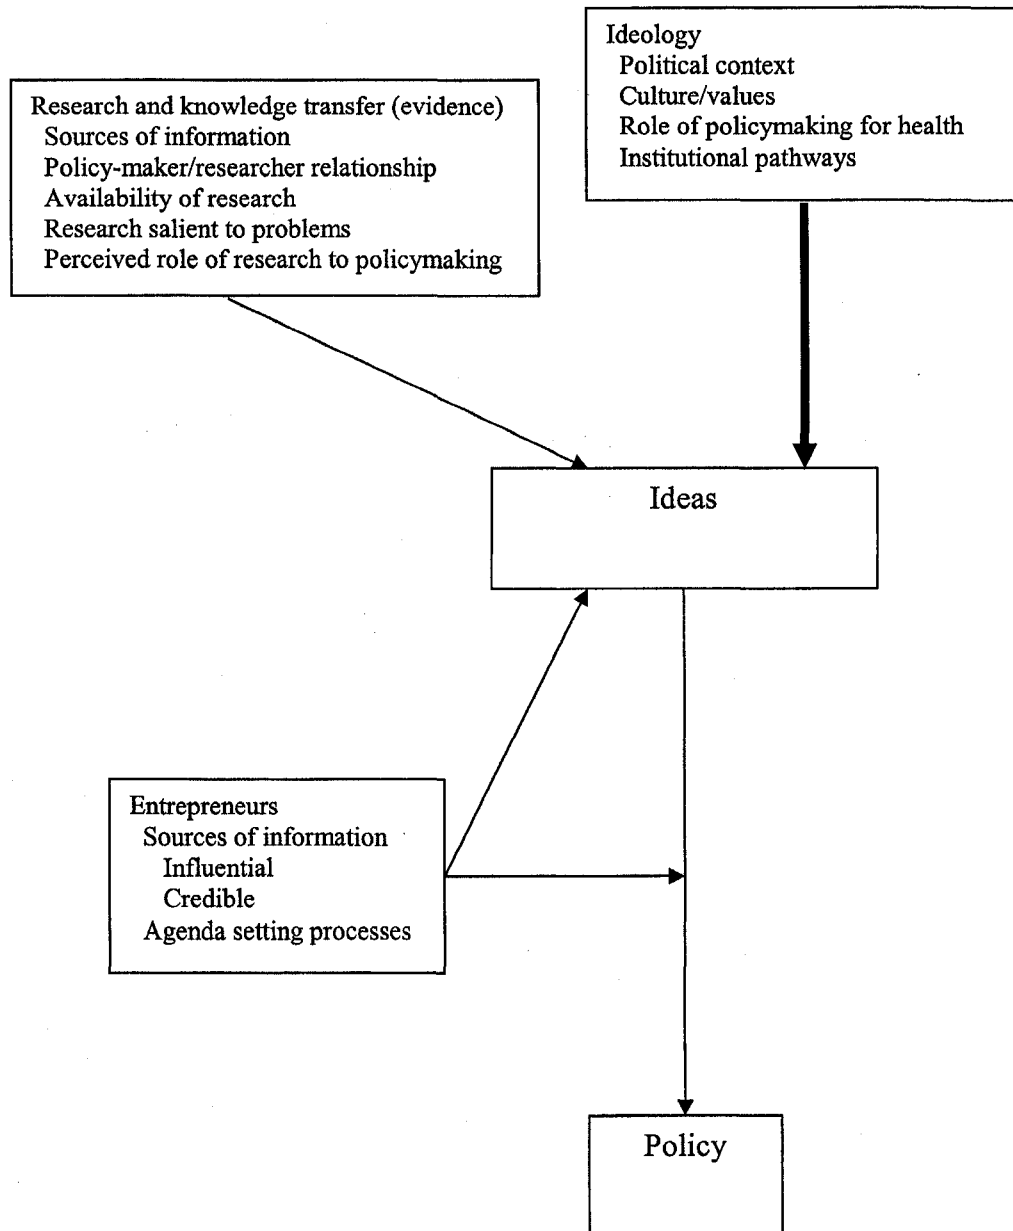 Ideology
Political context
Culture/values
Role of policymaking for health
Institutional pathways
Research and knowledge transfer (evidence)
Sources of information
Policy-maker/researcher relationship
Availability of research
Research salient to problems
Perceived role of research to policymaking
Ideas
Entrepreneurs
Sources of information
Influential
Credible
Agenda setting processes
Policy